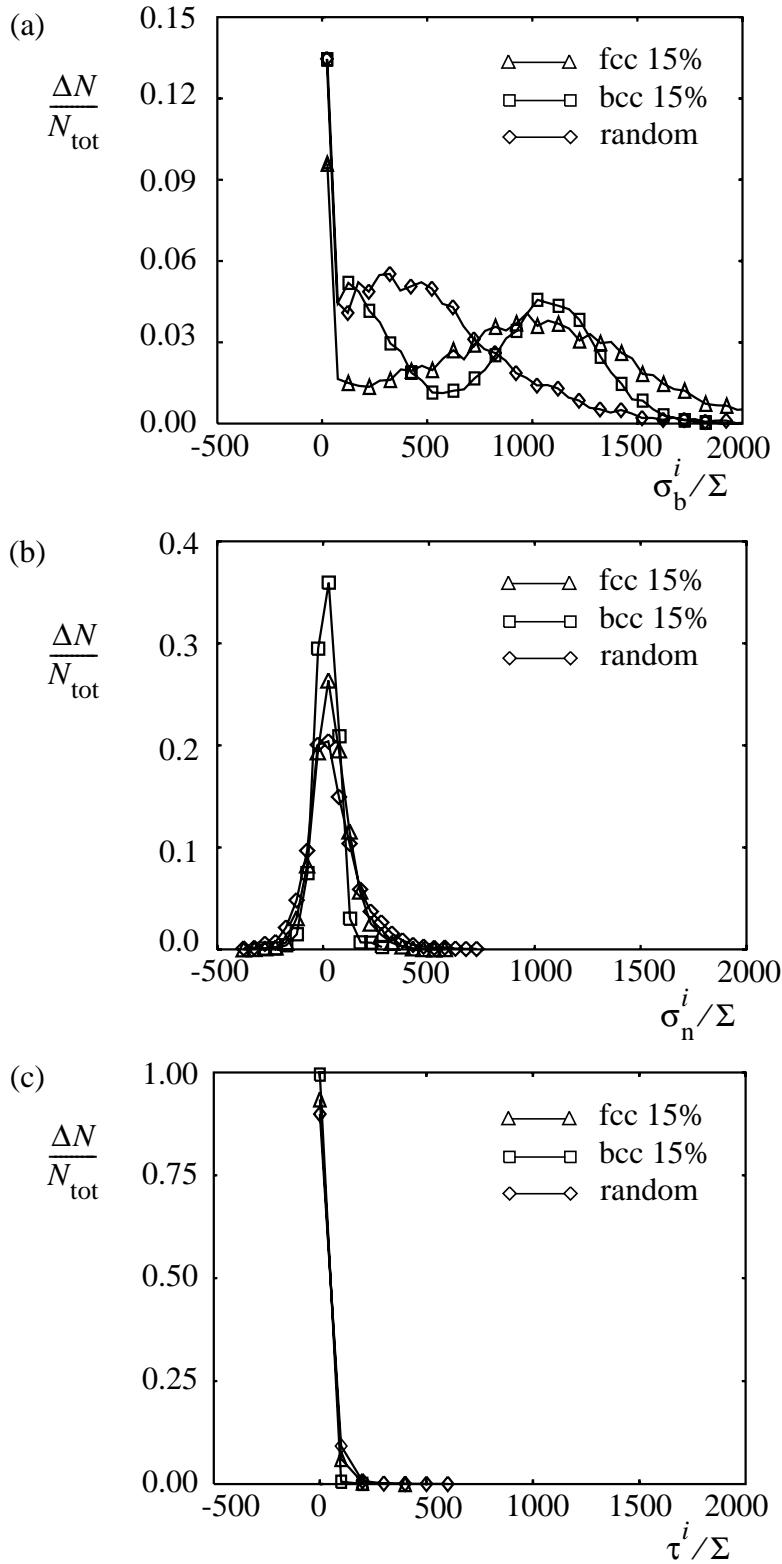 (a)
0.15
0.12
0.09
0.06
0.03
0.00
ΔN
N_tot
fcc 15%
bcc 15%
random
-500
0
500
1000
1500
2000
σ_b^i/Σ
(b)
0.4
0.3
0.2
0.1
0.0
ΔN
N_tot
fcc 15%
bcc 15%
random
-500
0
500
1000
1500
2000
σ_n^i/Σ
(c)
1.00
0.75
0.50
0.25
0.00
ΔN
N_tot
fcc 15%
bcc 15%
random
-500
0
500
1000
1500
2000
τ^i/Σ